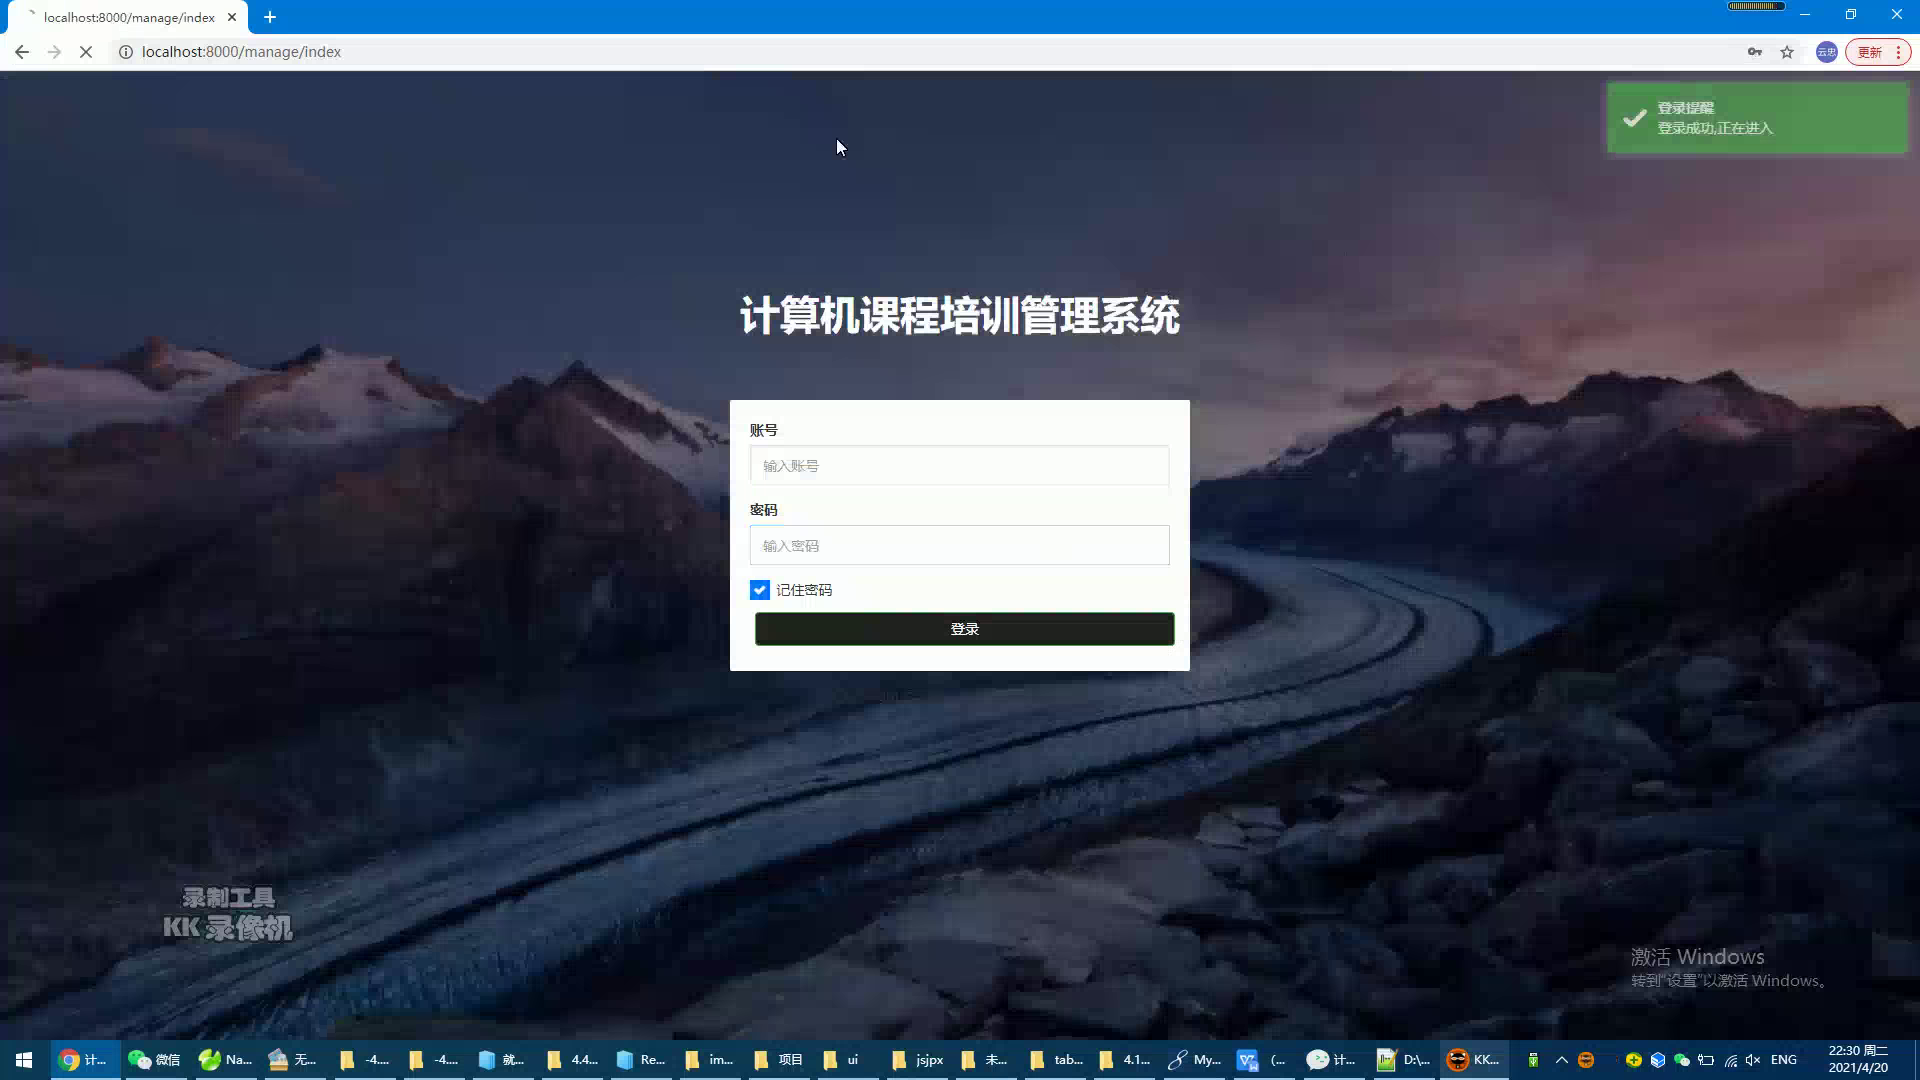 localhost:8000/manage/index
localhost:8000/manage/index
云忠
更新
登录提醒
登录成功,正在进入
计算机课程培训管理系统
账号
输入账号
密码
输入密码
记住密码
登录
录制工具
KK 录像机
激活 Windows
转到"设置"以激活 Windows。
计...
微信
Na...
无...
-4....
-4....
就...
4.4...
Re...
im...
项目
ui
jsjpx
未...
tab...
4.1...
My...
(...
计...
D:\...
KK...
ENG
22:30 周二
2021/4/20